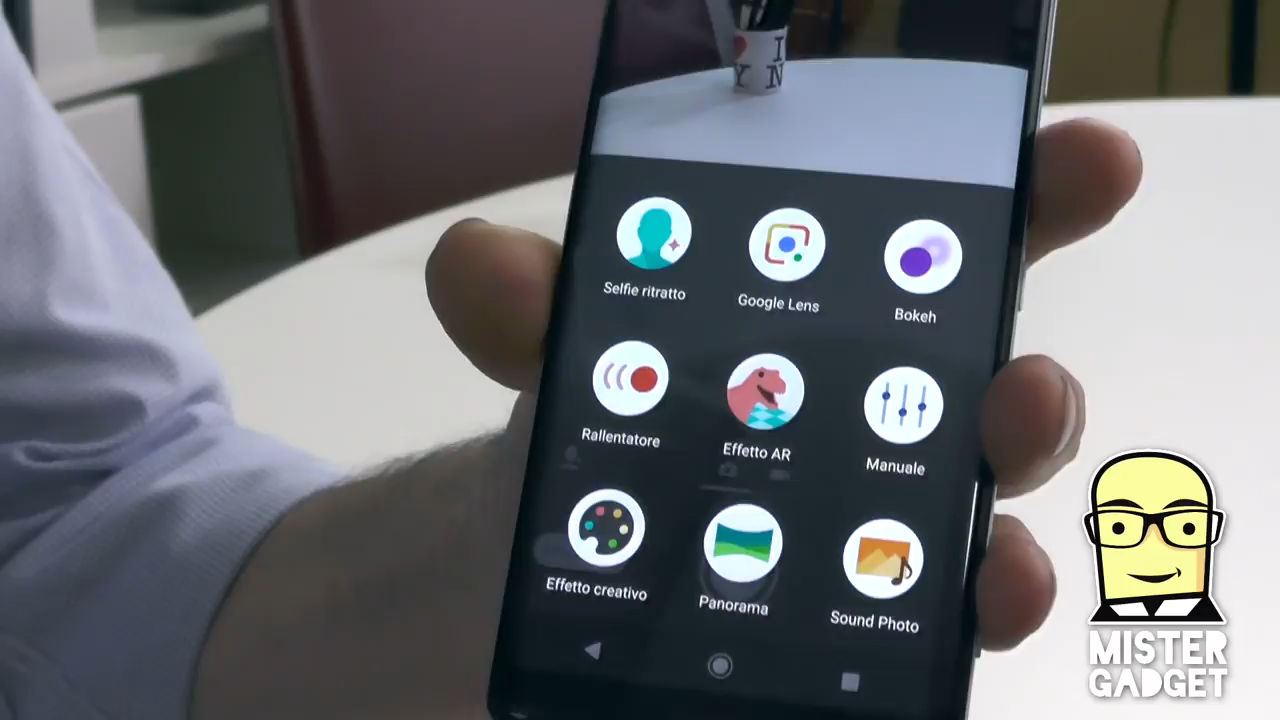 I
Y N
Selfie ritratto
Google Lens
Bokeh
Rallentatore
Effetto AR
Manuale
Effetto creativo
Panorama
Sound Photo
MISTER
GADGET